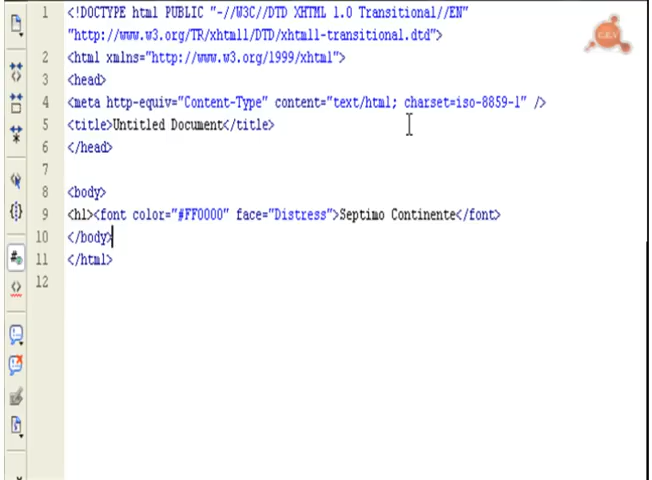 1 <!DOCTYPE html PUBLIC "-//W3C//DTD XHTML 1.0 Transitional//EN"
"http://www.w3.org/TR/xhtml1/DTD/xhtml1-transitional.dtd">
2 <html xmlns="http://www.w3.org/1999/xhtml">
3 <head>
4 <meta http-equiv="Content-Type" content="text/html; charset=iso-8859-1" />
5 <title>Untitled Document</title>
6 </head>
7
8 <body>
9 <h1><font color="#FF0000" face="Distress">Septimo Continente</font>
10 </body>
11 </html>
12